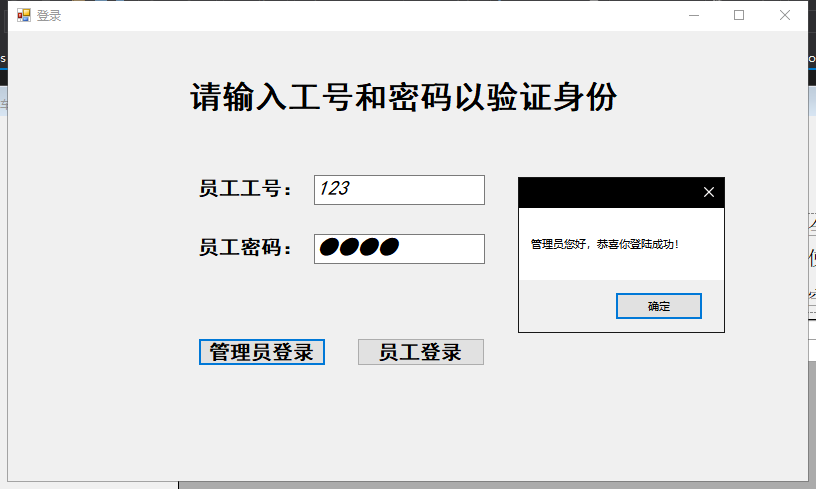 登录
请输入工号和密码以验证身份
员工工号：
123
员工密码：
管理员您好，恭喜你登陆成功！
确定
管理员登录
员工登录